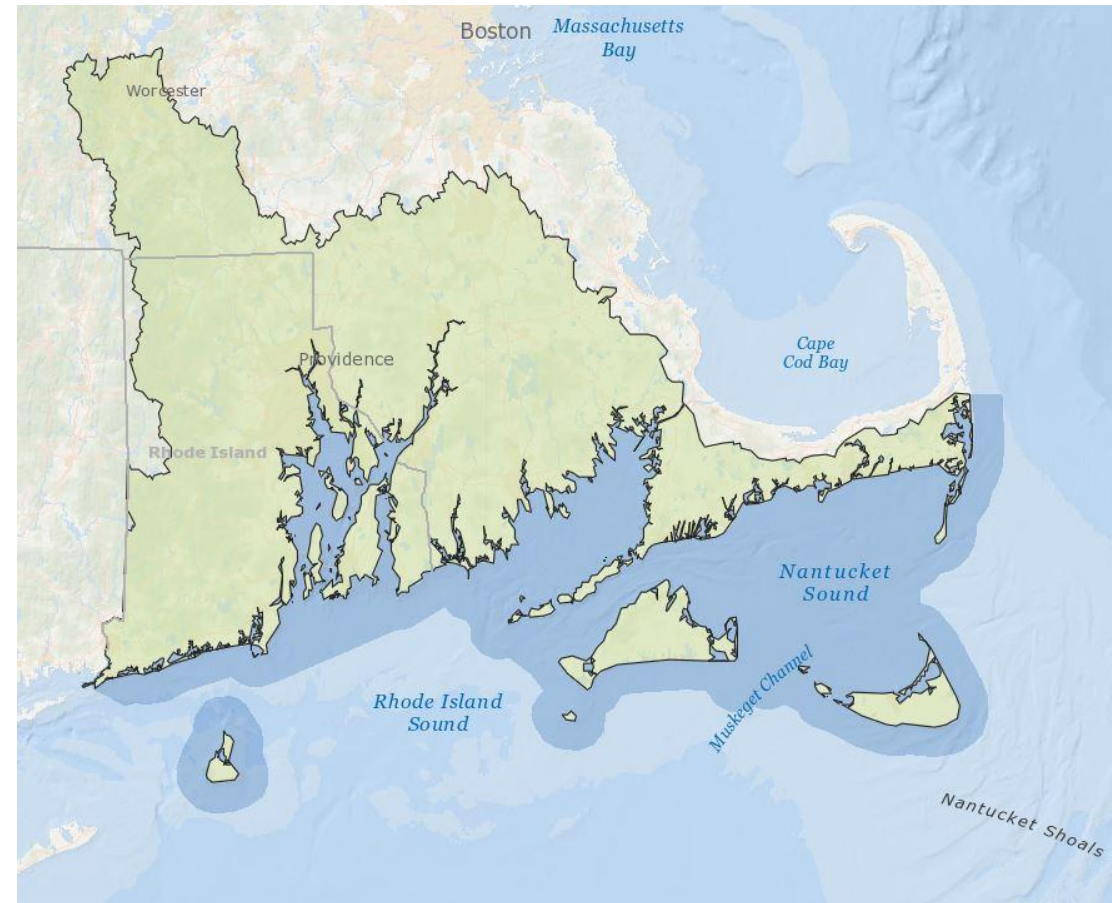 Boston
Massachusetts
Bay
Worcester
Cape
Cod Bay
Providence
Rhode Island
Nantucket
Sound
Rhode Island
Sound
Muskeget Channel
Nantucket Shoals